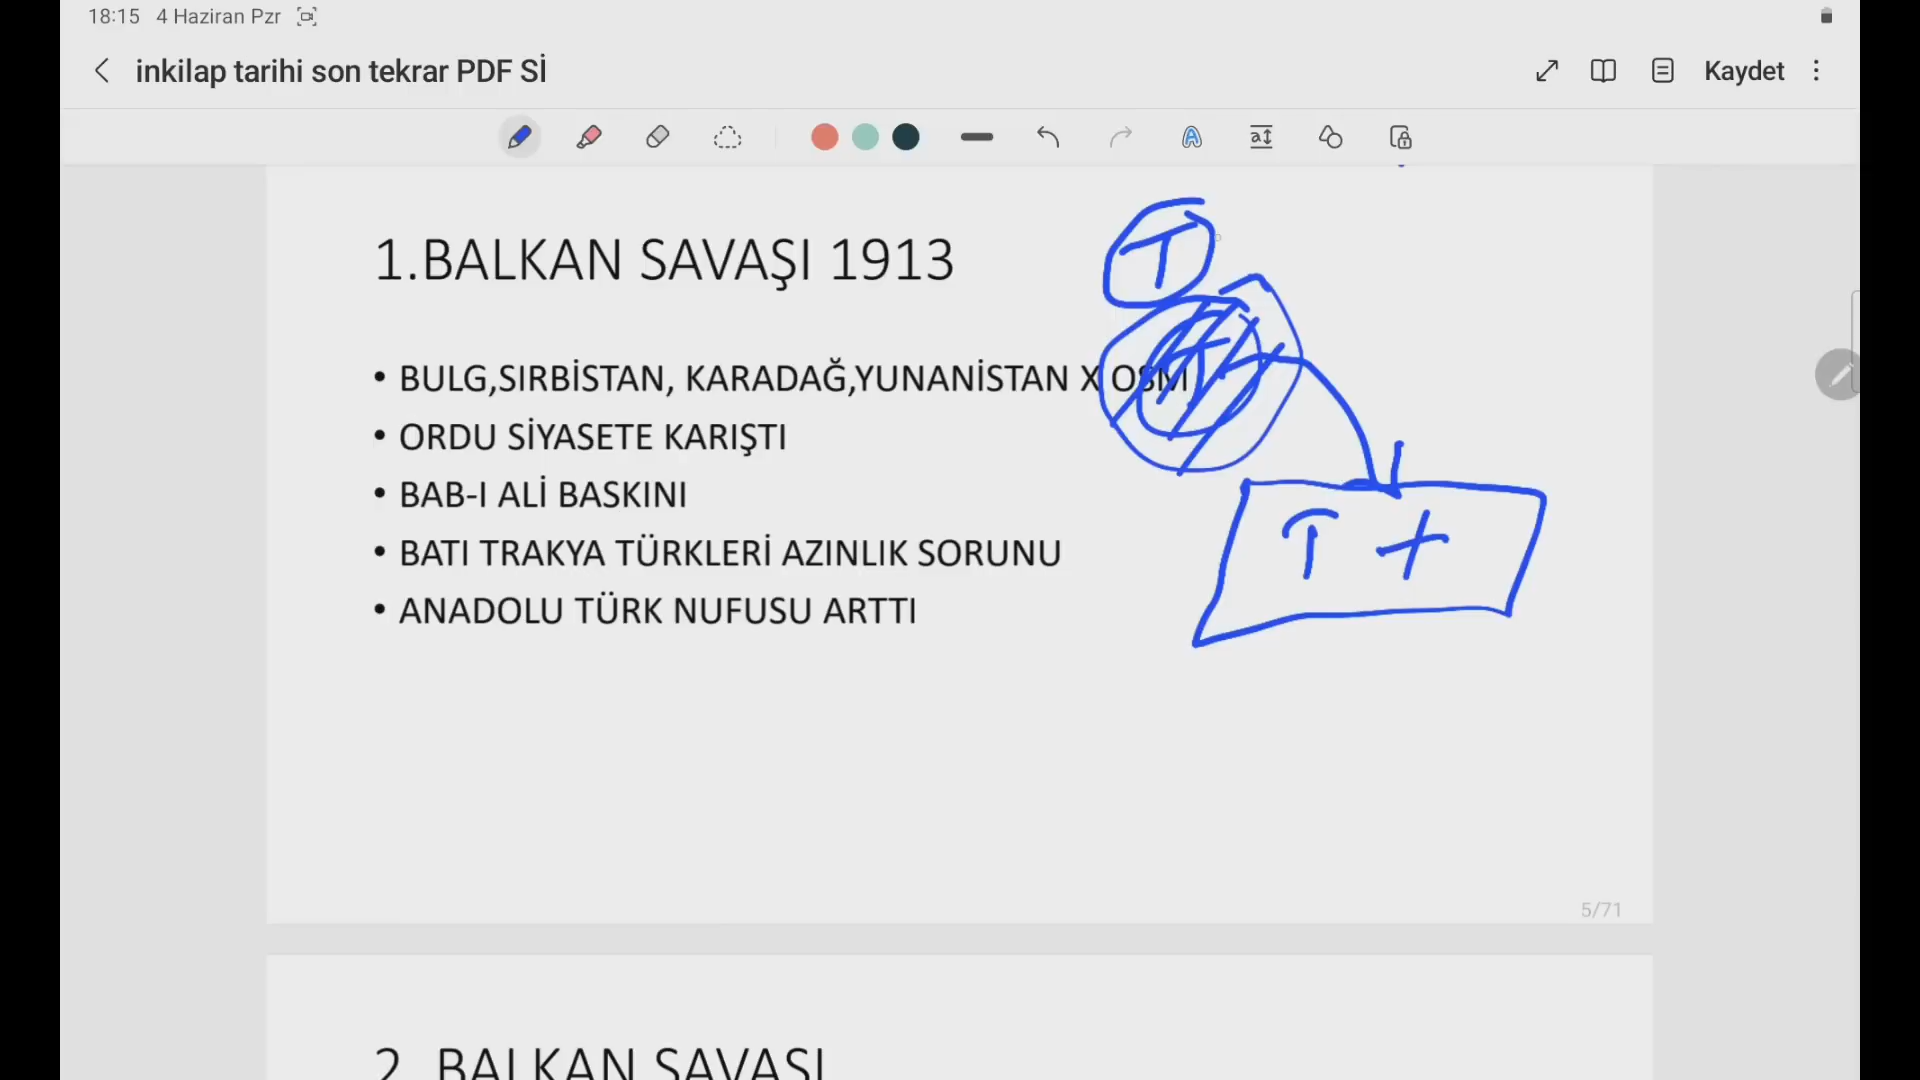 18:15 4 Haziran Pzr
inkilap tarihi son tekrar PDF Sİ
Kaydet
1.BALKAN SAVAŞI 1913
T
• BULG,SIRBİSTAN, KARADAĞ,YUNANİSTAN X OSM
• ORDU SİYASETE KARIŞTI
• BAB-I ALİ BASKINI
T +
• BATI TRAKYA TÜRKLERİ AZINLIK SORUNU
• ANADOLU TÜRK NUFUSU ARTTI
5/71
2. BALKAN SAVAŞI